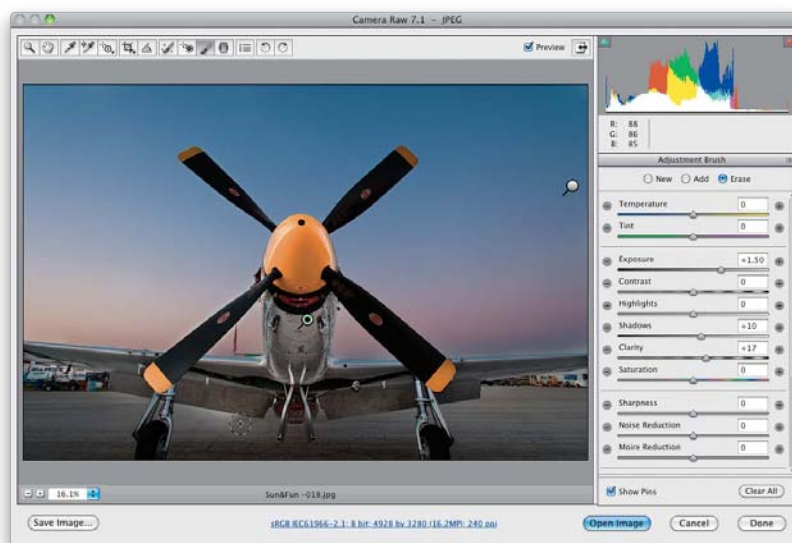 Camera Raw 7.1 – JPEG
Preview
R: 88
G: 86
B: 85
Adjustment Brush
New Add Erase
Temperature 0
Tint 0
Exposure +1.50
Contrast 0
Highlights 0
Shadows +10
Clarity +17
Saturation 0
Sharpness 0
Noise Reduction 0
Moire Reduction 0
Show Pins Clear All
16.1% Sun&Fun -018.jpg
Save Image... sRGB IEC61966-2.1; 8 bit; 4928 by 3280 (16.2MP); 240 ppi Open Image Cancel Done